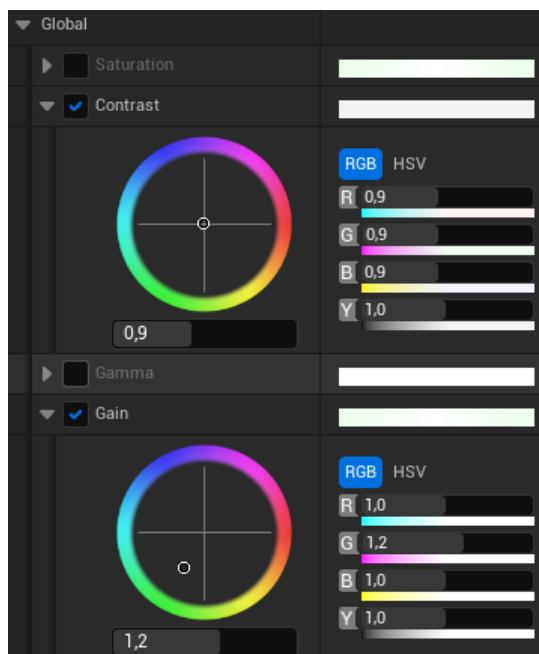 Global
Saturation
Contrast
RGB HSV
R 0,9
G 0,9
B 0,9
Y 1,0
0,9
Gamma
Gain
RGB HSV
R 1,0
G 1,2
B 1,0
Y 1,0
1,2